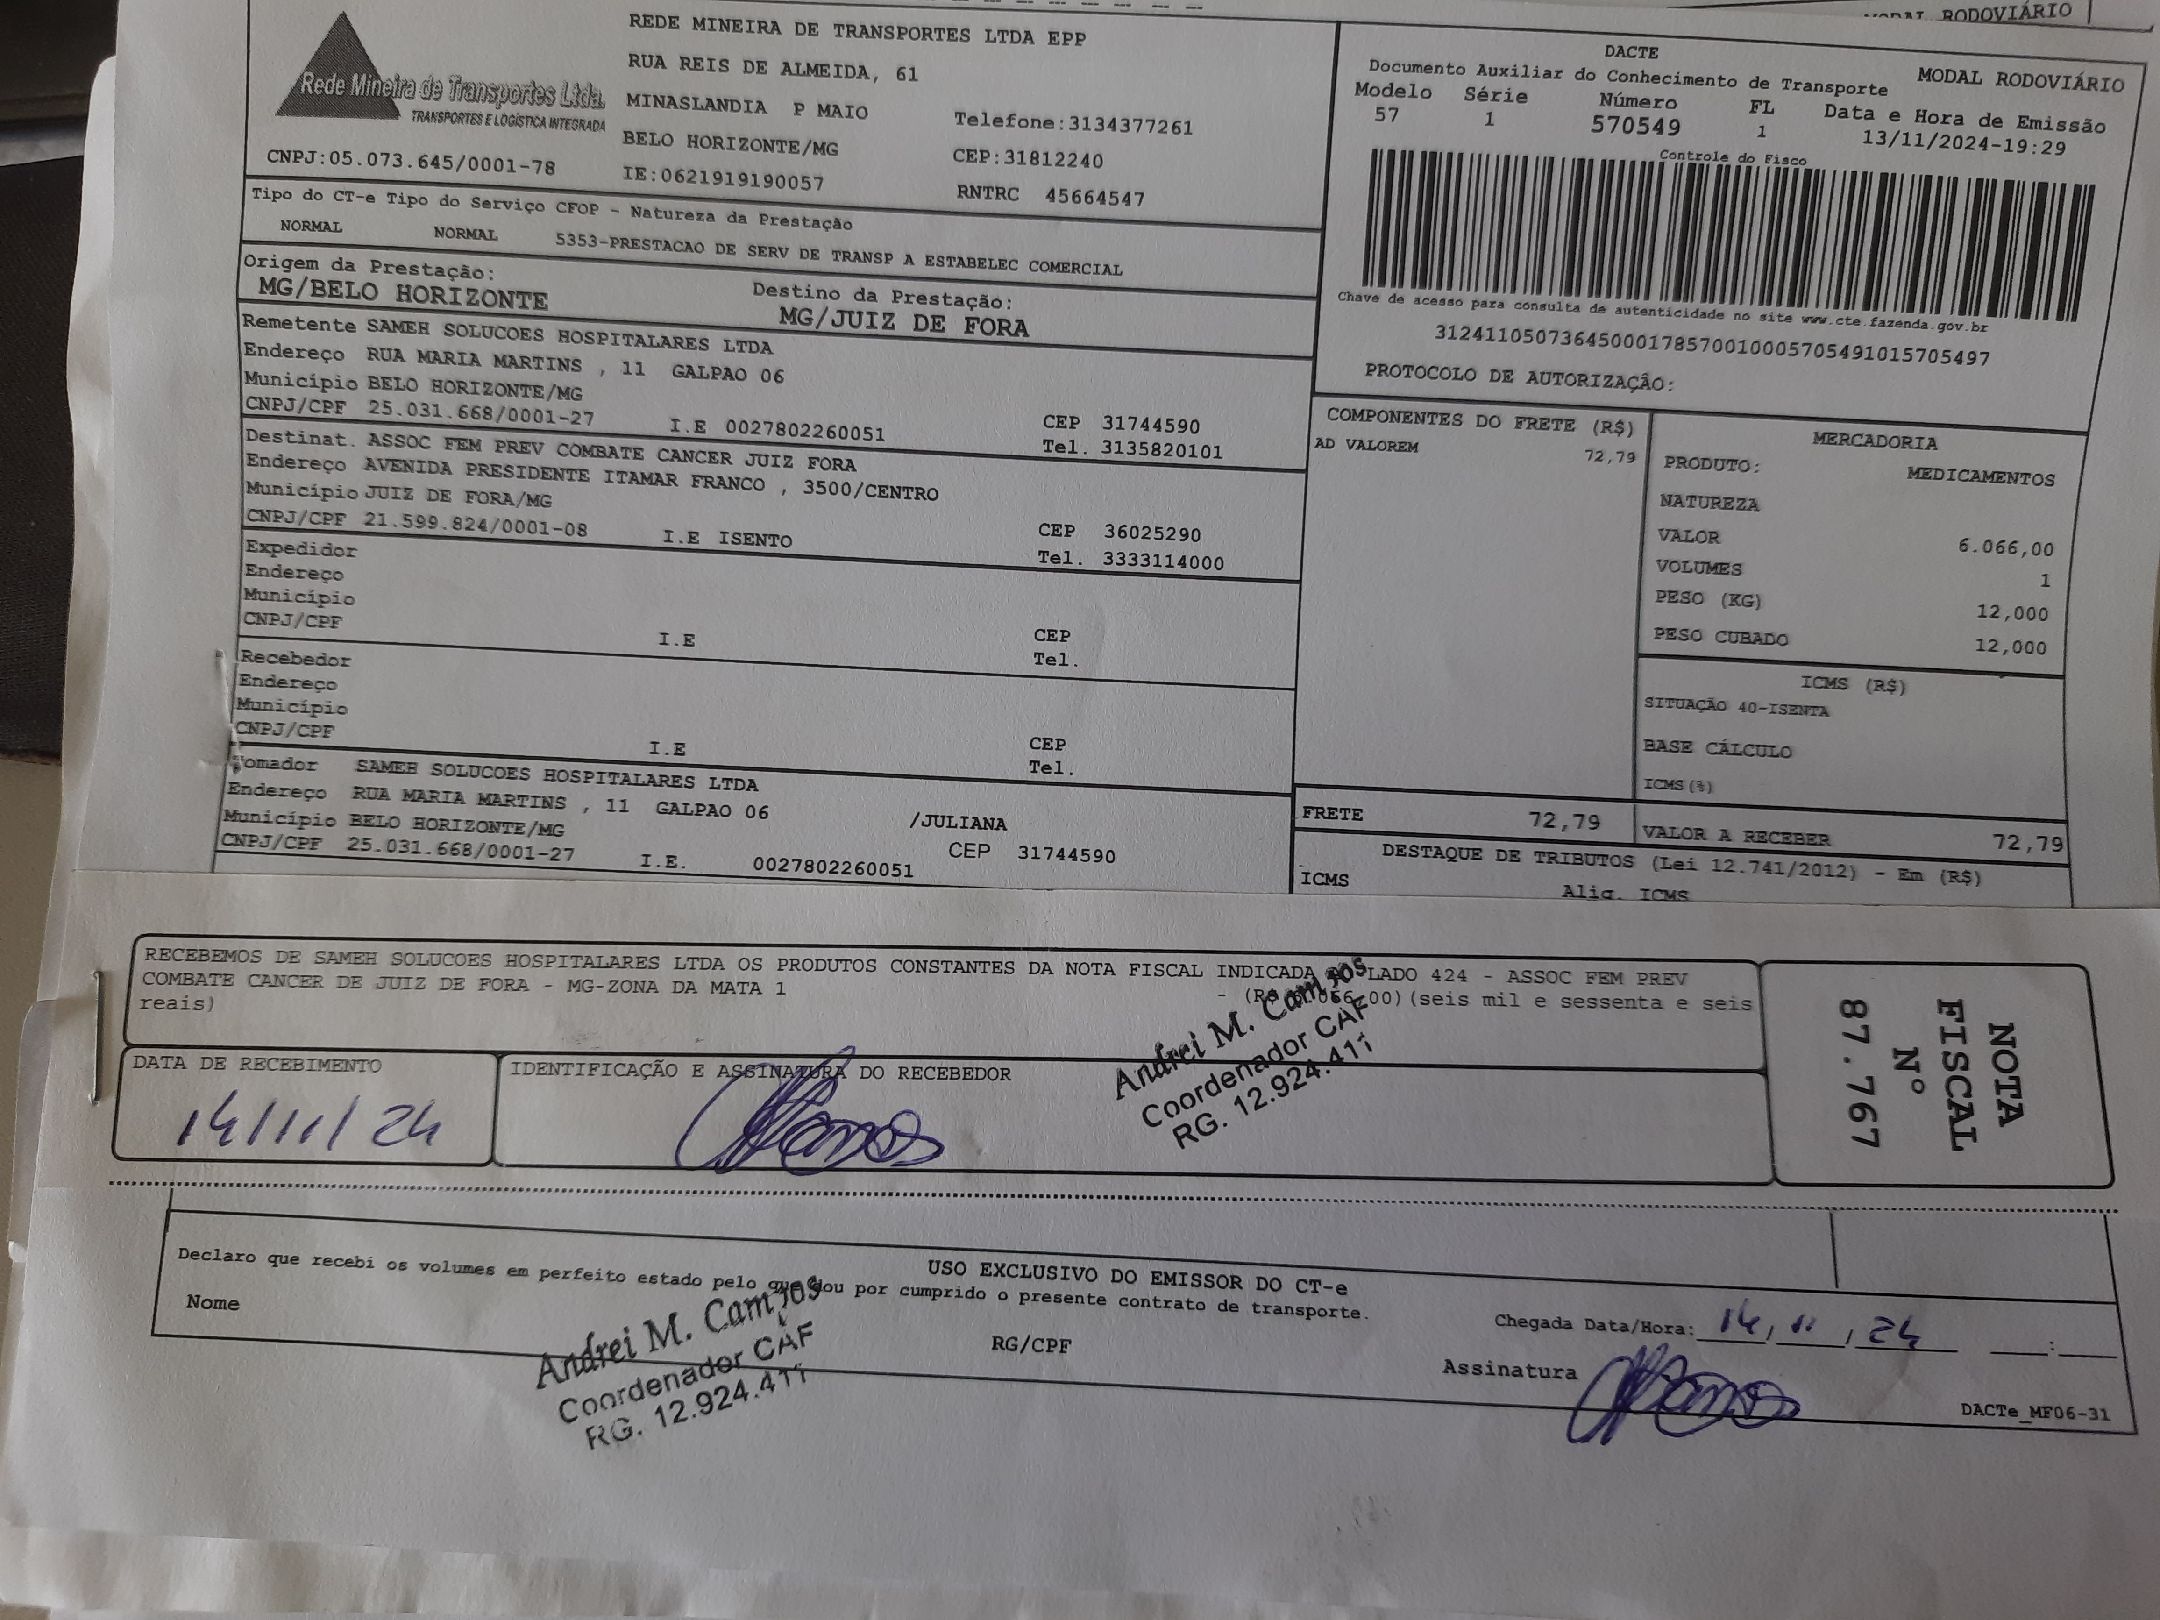 MODAL RODOVIÁRIO
Rede Mineira de Transportes Ltda.
TRANSPORTES E LOGÍSTICA INTEGRADA
CNPJ:05.073.645/0001-78
REDE MINEIRA DE TRANSPORTES LTDA EPP
RUA REIS DE ALMEIDA, 61
MINASLANDIA P MAIO Telefone:3134377261
BELO HORIZONTE/MG CEP:31812240
IE:0621919190057 RNTRC 45664547
DACTE
Documento Auxiliar do Conhecimento de Transporte MODAL RODOVIÁRIO
Modelo Série Número FL Data e Hora de Emissão
57 1 570549 1 13/11/2024-19:29
Controle do Fisco
Chave de acesso para consulta de autenticidade no site www.cte.fazenda.gov.br
31241105073645000178570010005705491015705497
PROTOCOLO DE AUTORIZAÇÃO:
Tipo do CT-e Tipo do Serviço CFOP - Natureza da Prestação
NORMAL NORMAL 5353-PRESTACAO DE SERV DE TRANSP A ESTABELEC COMERCIAL
Origem da Prestação: Destino da Prestação:
MG/BELO HORIZONTE MG/JUIZ DE FORA
Remetente SAMEH SOLUCOES HOSPITALARES LTDA
Endereço RUA MARIA MARTINS , 11 GALPAO 06
Município BELO HORIZONTE/MG CEP 31744590
CNPJ/CPF 25.031.668/0001-27 I.E 0027802260051 Tel. 3135820101
Destinat. ASSOC FEM PREV COMBATE CANCER JUIZ FORA
Endereço AVENIDA PRESIDENTE ITAMAR FRANCO , 3500/CENTRO
Município JUIZ DE FORA/MG CEP 36025290
CNPJ/CPF 21.599.824/0001-08 I.E ISENTO Tel. 3333114000
Expedidor
Endereço
Município CEP
CNPJ/CPF I.E Tel.
Recebedor
Endereço
Município CEP
CNPJ/CPF I.E Tel.
Tomador SAMEH SOLUCOES HOSPITALARES LTDA
Endereço RUA MARIA MARTINS , 11 GALPAO 06 /JULIANA
Município BELO HORIZONTE/MG CEP 31744590
CNPJ/CPF 25.031.668/0001-27 I.E. 0027802260051
COMPONENTES DO FRETE (R$)
AD VALOREM 72,79
MERCADORIA
PRODUTO: MEDICAMENTOS
NATUREZA
VALOR 6.066,00
VOLUMES 1
PESO (KG) 12,000
PESO CUBADO 12,000
ICMS (R$)
SITUAÇÃO 40-ISENTA
BASE CÁLCULO
ICMS(%)
FRETE 72,79 VALOR A RECEBER 72,79
DESTAQUE DE TRIBUTOS (Lei 12.741/2012) - Em (R$)
ICMS Aliq. ICMS
RECEBEMOS DE SAMEH SOLUCOES HOSPITALARES LTDA OS PRODUTOS CONSTANTES DA NOTA FISCAL INDICADA AO LADO 424 - ASSOC FEM PREV
COMBATE CANCER DE JUIZ DE FORA - MG-ZONA DA MATA 1 - (R$ 6.066,00)(seis mil e sessenta e seis
reais)
DATA DE RECEBIMENTO
14/11/24
IDENTIFICAÇÃO E ASSINATURA DO RECEBEDOR
Andrei M.
Coordenador CAF
RG. 12.924.411
NOTA
FISCAL
Nº
87.767
USO EXCLUSIVO DO EMISSOR DO CT-e
Declaro que recebi os volumes em perfeito estado pelo que dou por cumprido o presente contrato de transporte.
Nome RG/CPF Chegada Data/Hora: 14, 11, 24 :
Assinatura
Andrei M.
Coordenador CAF
RG. 12.924.411
DACTe_MF06-31